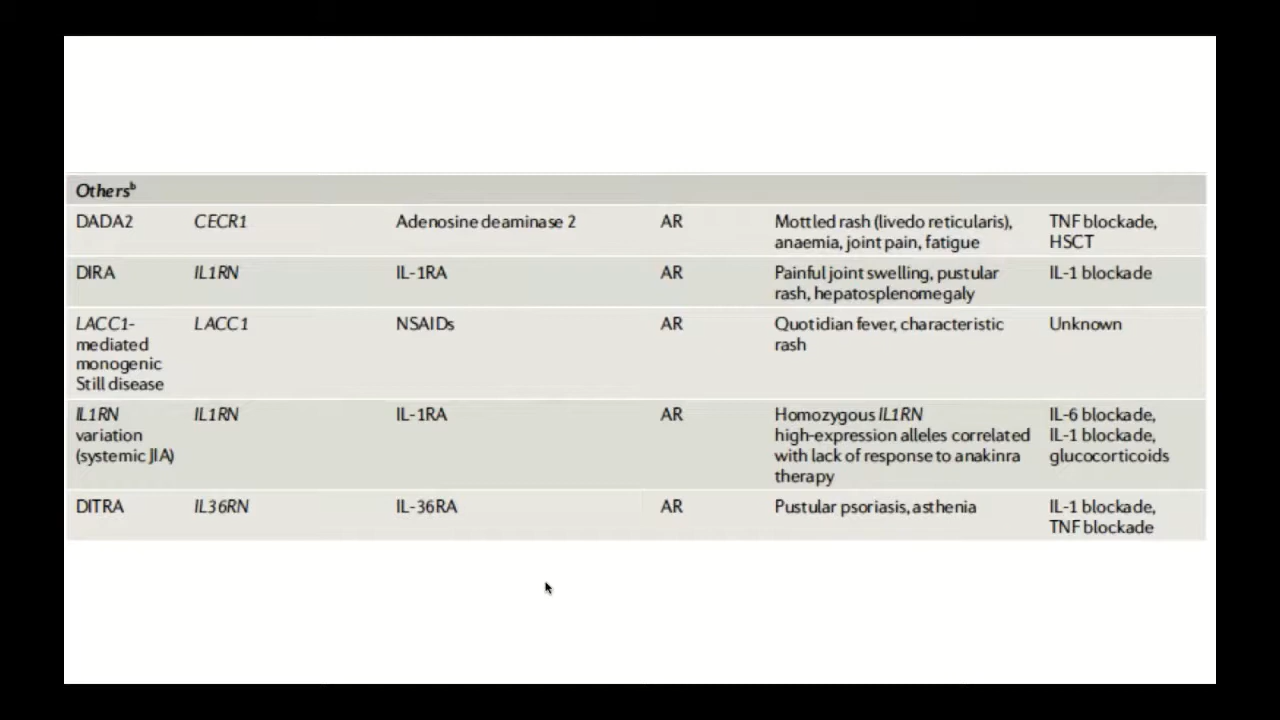 Othersᵇ
DADA2 CECR1 Adenosine deaminase 2 AR Mottled rash (livedo reticularis), TNF blockade,
anaemia, joint pain, fatigue HSCT
DIRA IL1RN IL-1RA AR Painful joint swelling, pustular IL-1 blockade
rash, hepatosplenomegaly
LACC1- LACC1 NSAIDs AR Quotidian fever, characteristic Unknown
mediated rash
monogenic
Still disease
IL1RN IL1RN IL-1RA AR Homozygous IL1RN IL-6 blockade,
variation high-expression alleles correlated IL-1 blockade,
(systemic JIA) with lack of response to anakinra glucocorticoids
therapy
DITRA IL36RN IL-36RA AR Pustular psoriasis, asthenia IL-1 blockade,
TNF blockade